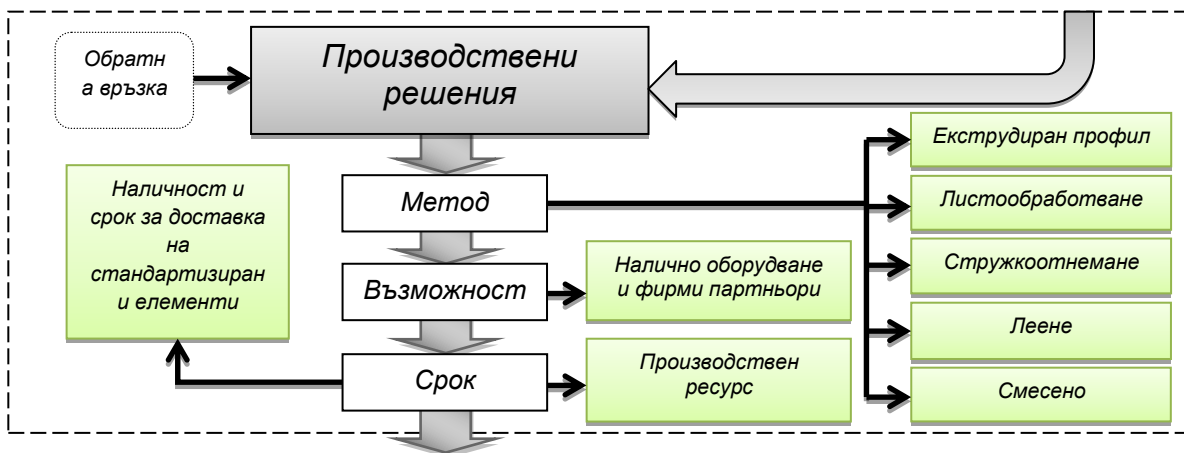 Обратн
а връзка
Производствени
решения
Екструдиран профил
Наличност и
срок за доставка
на
стандартизиран
и елементи
Метод
Листообработване
Стружкоотнемане
Възможност
Налично оборудване
и фирми партньори
Леене
Срок
Производствен
ресурс
Смесено